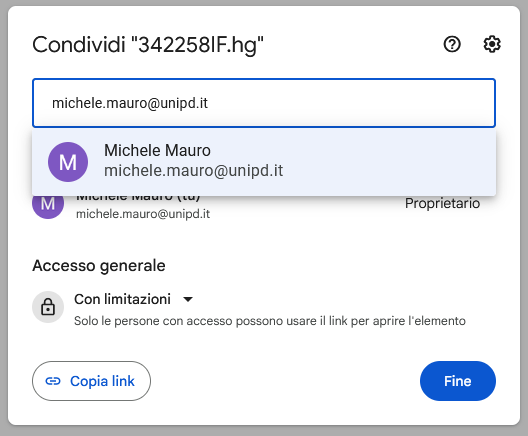 Condividi "342258lF.hg"
michele.mauro@unipd.it
M
Michele Mauro
michele.mauro@unipd.it
M
Michele Mauro (tu)
michele.mauro@unipd.it
Proprietario
Accesso generale
Con limitazioni
Solo le persone con accesso possono usare il link per aprire l'elemento
Copia link
Fine